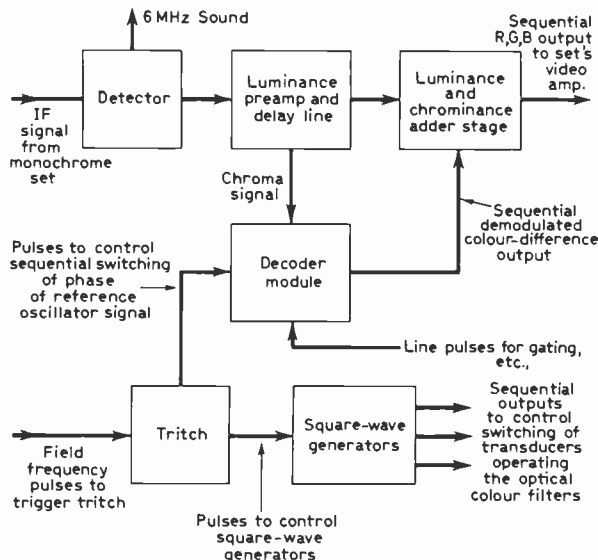 6 MHz Sound
Sequential
R,G,B output
to set's
video
amp.
Detector
Luminance
preamp and
delay line
Luminance
and
chrominance
adder stage
IF
signal
from
monochrome
set
Chroma
signal
Sequential
demodulated
colour-difference
output
Pulses to control
sequential switching
of phase
of reference
oscillator signal
Decoder
module
Line pulses for gating,
etc.,
Tritch
Square-wave
generators
Sequential
outputs
to control
switching of
transducers
operating
the optical
colour filters
Field
frequency
pulses to
trigger tritch
Pulses to control
square-wave
generators